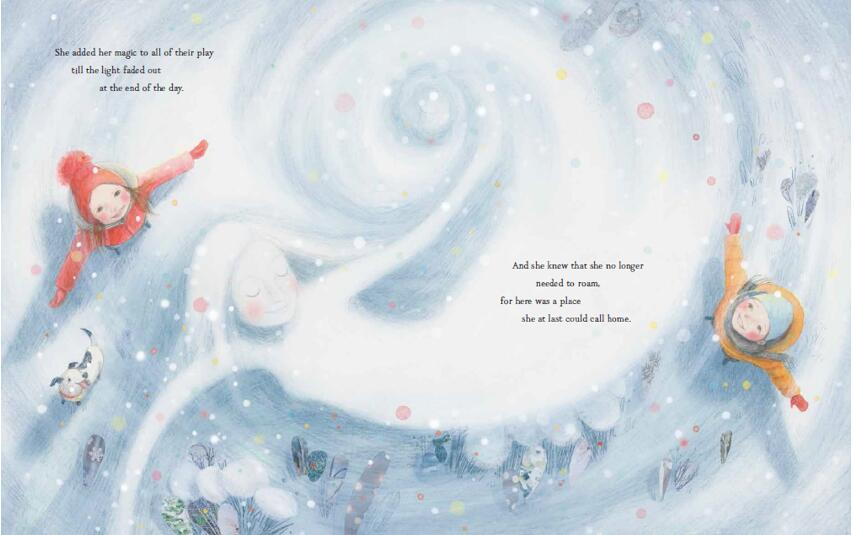 She added her magic to all of their play
till the light faded out
at the end of the day.
And she knew that she no longer
needed to roam,
for here was a place
she at last could call home.